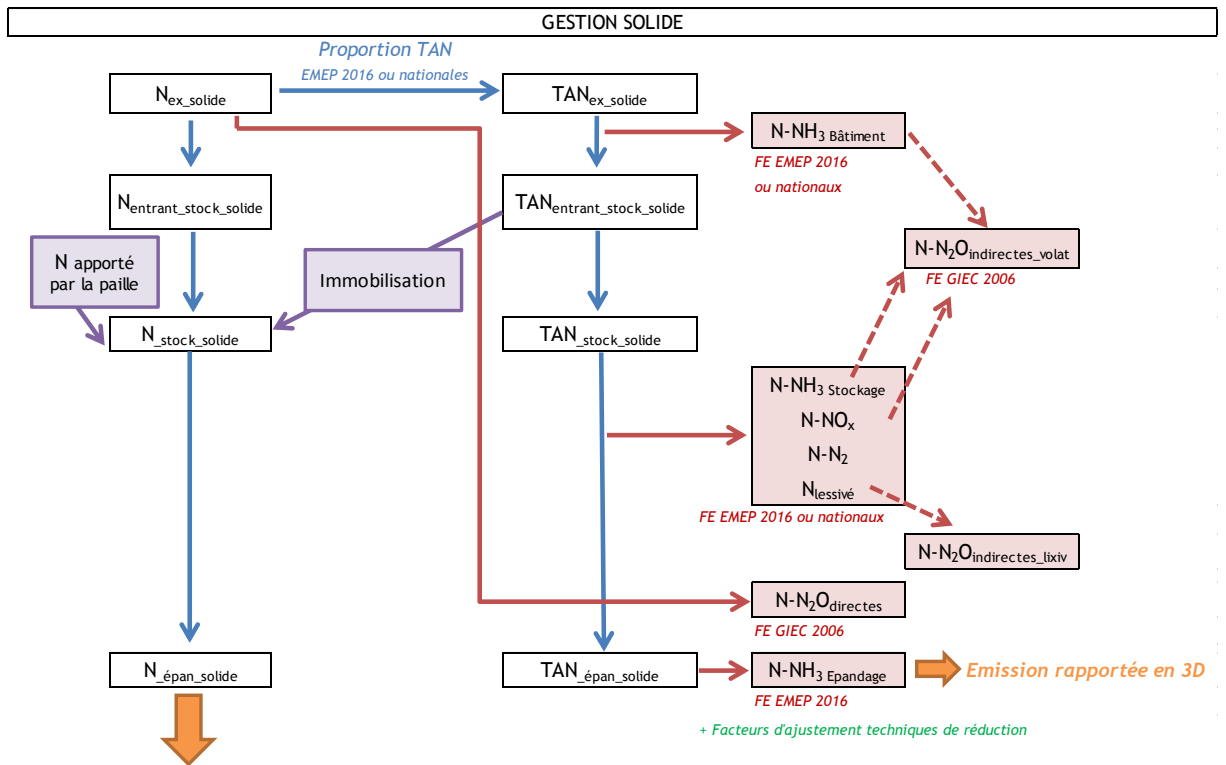 GESTION SOLIDE
Proportion TAN
EMEP 2016 ou nationales
Nex_solide
TANex_solide
N-NH3 Bâtiment
FE EMEP 2016
ou nationaux
Nentrant_stock_solide
TANentrant_stock_solide
N apporté
par la paille
Immobilisation
N-N2Oindirectes_volat
FE GIEC 2006
N_stock_solide
TAN_stock_solide
N-NH3 Stockage
N-NOx
N-N2
Nlessivé
FE EMEP 2016 ou nationaux
N-N2Oindirectes_lixiv
N-N2Odirectes
FE GIEC 2006
N_épan_solide
TAN_épan_solide
N-NH3 Epandage
Emission rapportée en 3D
FE EMEP 2016
+ Facteurs d'ajustement techniques de réduction